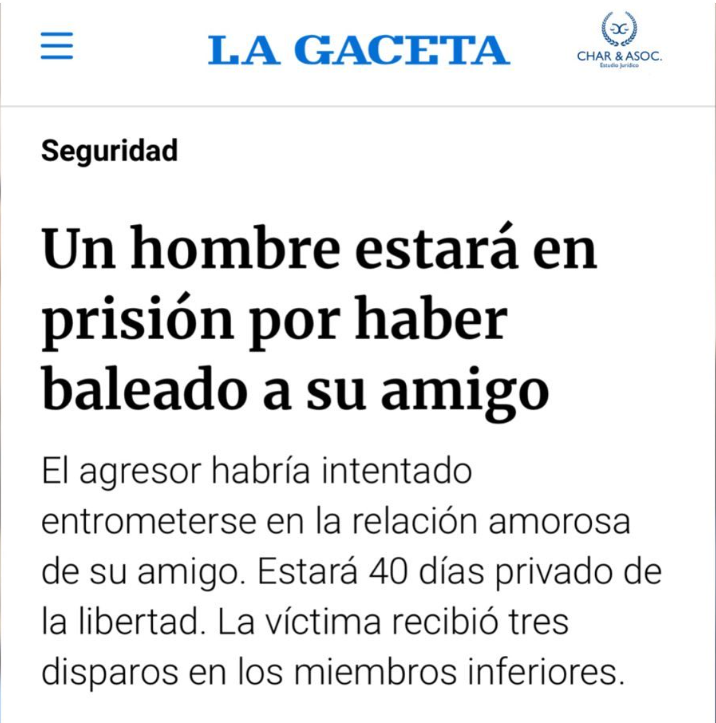 LA GACETA
CHAR & ASOC.
Estudio Jurídico
Seguridad
Un hombre estará en
prisión por haber
baleado a su amigo
El agresor habría intentado
entrometerse en la relación amorosa
de su amigo. Estará 40 días privado de
la libertad. La víctima recibió tres
disparos en los miembros inferiores.